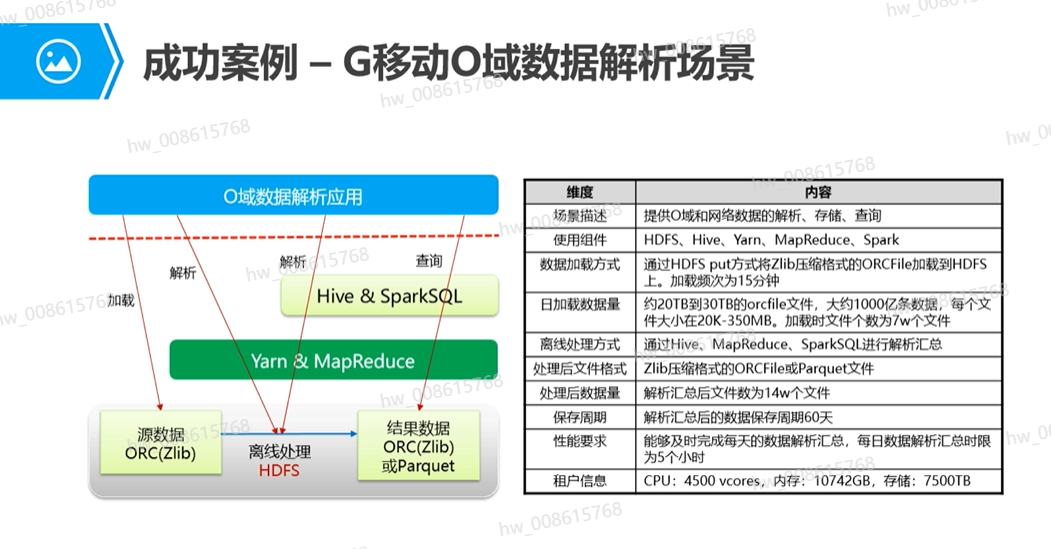 成功案例 – G移动O域数据解析场景
O域数据解析应用
加载
解析
解析
查询
Hive & SparkSQL
Yarn & MapReduce
源数据
ORC(Zlib)
离线处理
HDFS
结果数据
ORC(Zlib)
或Parquet
维度 内容
场景描述 提供O域和网络数据的解析、存储、查询
使用组件 HDFS、Hive、Yarn、MapReduce、Spark
数据加载方式 通过HDFS put方式将Zlib压缩格式的ORCFile加载到HDFS
上。加载频次为15分钟
日加载数据量 约20TB到30TB的orcfile文件，大约1000亿条数据，每个文
件大小在20K-350MB。加载时文件个数为7w个文件
离线处理方式 通过Hive、MapReduce、SparkSQL进行解析汇总
处理后文件格式 Zlib压缩格式的ORCFile或Parquet文件
处理后数据量 解析汇总后文件数为14w个文件
保存周期 解析汇总后的数据保存周期60天
性能要求 能够及时完成每天的数据解析汇总，每日数据解析汇总时限
为5个小时
租户信息 CPU：4500 vcores，内存：10742GB，存储：7500TB
hw_008615768